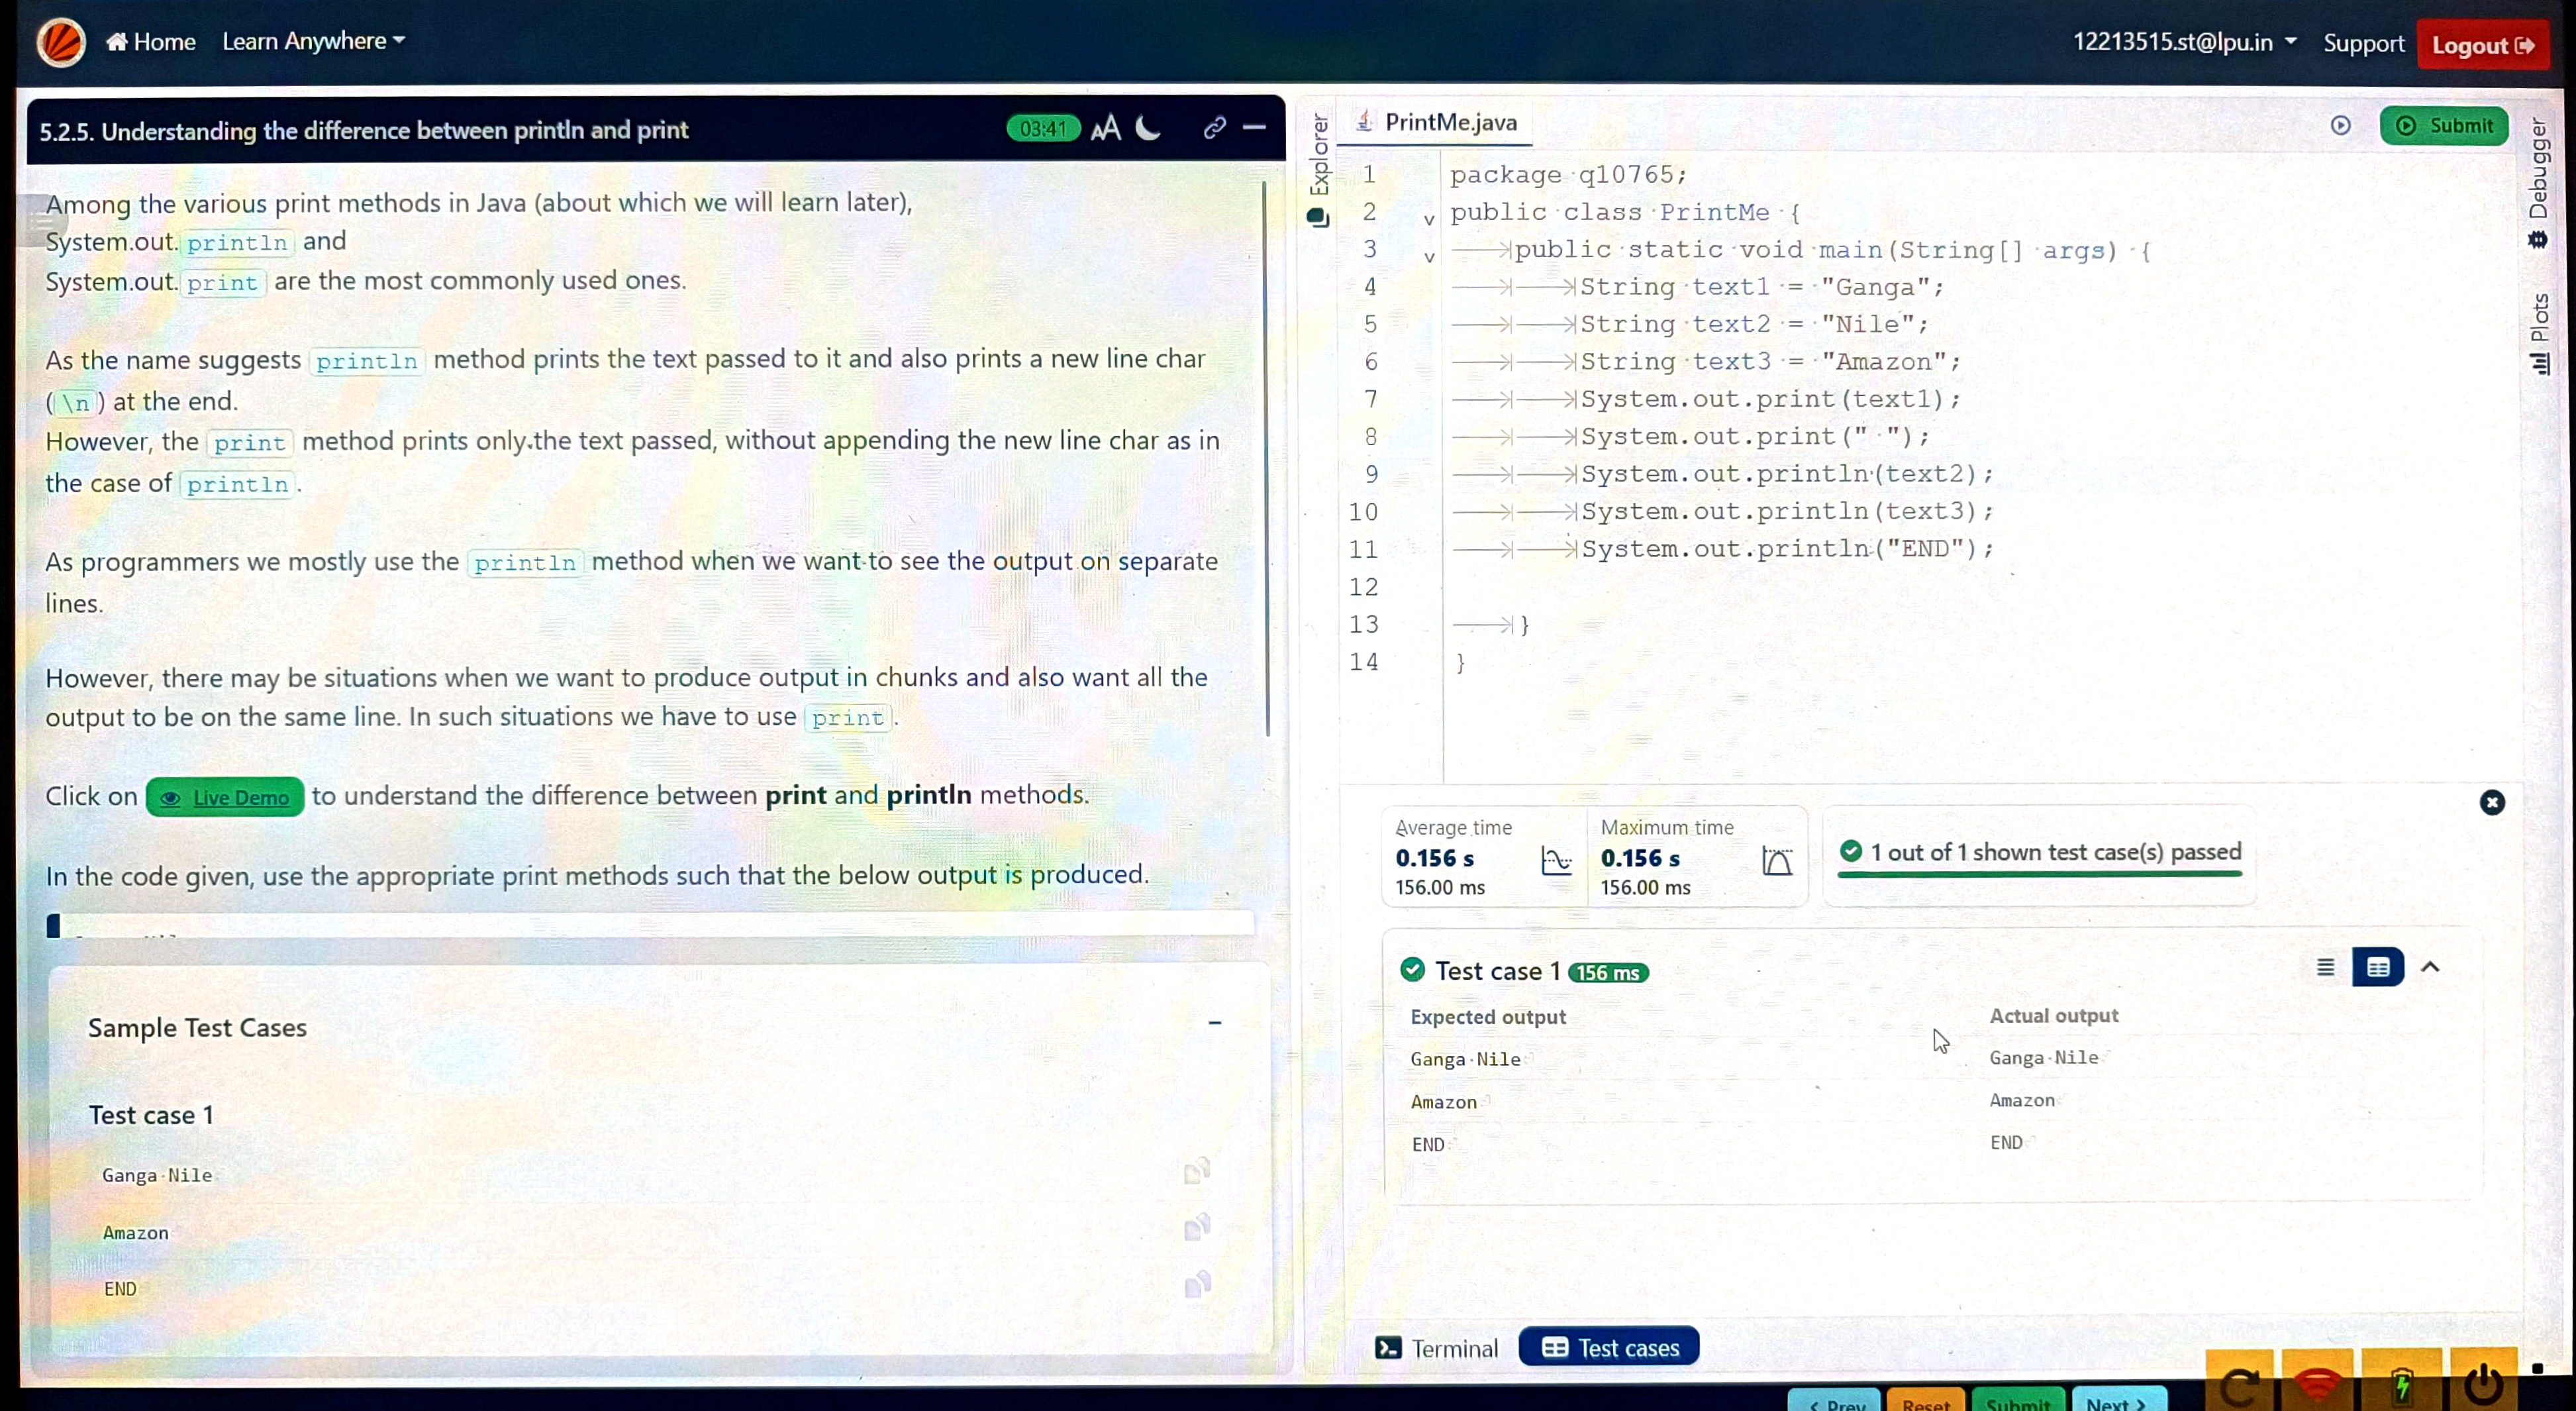 Home Learn Anywhere 12213515.st@lpu.in Support Logout
5.2.5. Understanding the difference between println and print 03:41
Among the various print methods in Java (about which we will learn later),
System.out. println and
System.out. print are the most commonly used ones.
As the name suggests println method prints the text passed to it and also prints a new line char
( \n ) at the end.
However, the print method prints only the text passed, without appending the new line char as in
the case of println .
As programmers we mostly use the println method when we want to see the output on separate
lines.
However, there may be situations when we want to produce output in chunks and also want all the
output to be on the same line. In such situations we have to use print .
Click on Live Demo to understand the difference between print and println methods.
In the code given, use the appropriate print methods such that the below output is produced.
Sample Test Cases
Test case 1
Ganga·Nile
Amazon
END
Explorer
PrintMe.java
Submit
1 package q10765;
2 public class PrintMe {
3 public static void main(String[] args) {
4 String text1 = "Ganga";
5 String text2 = "Nile";
6 String text3 = "Amazon";
7 System.out.print(text1);
8 System.out.print(" ");
9 System.out.println(text2);
10 System.out.println(text3);
11 System.out.println("END");
12
13 }
14 }
Debugger
Plots
Average time Maximum time
0.156 s 0.156 s
156.00 ms 156.00 ms
1 out of 1 shown test case(s) passed
Test case 1 156 ms
Expected output Actual output
Ganga·Nile Ganga·Nile
Amazon Amazon
END END
Terminal Test cases
< Prev Reset Submit Next >